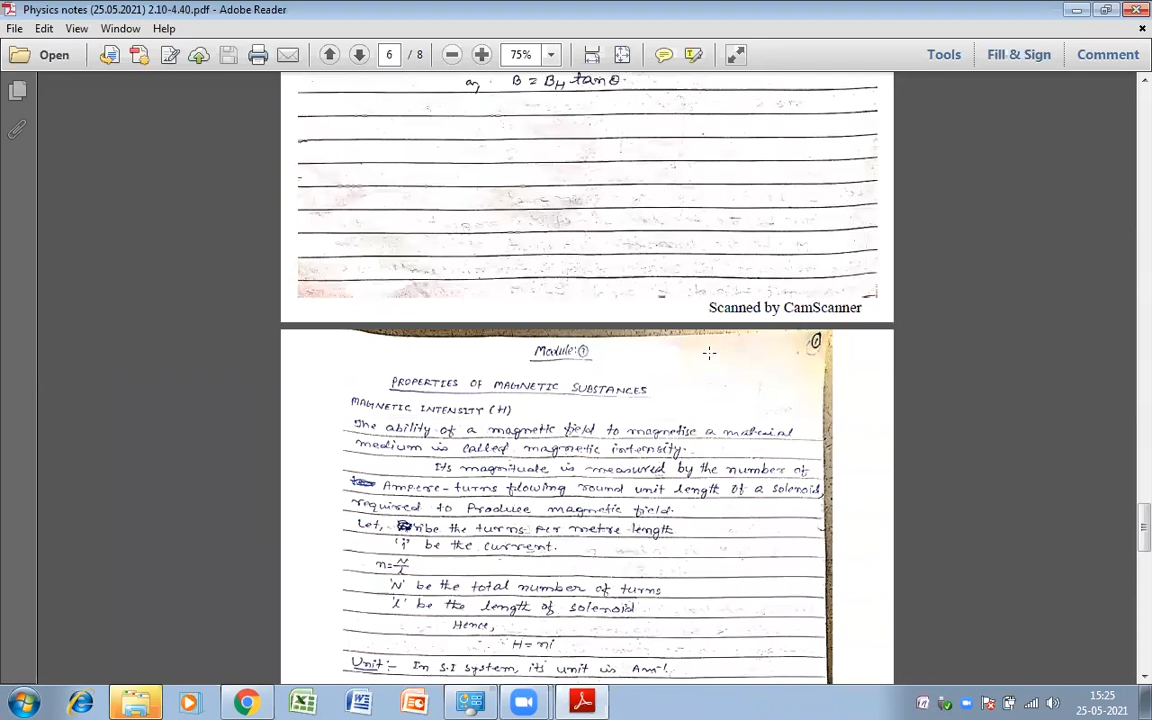 Physics notes (25.05.2021) 2.10-4.40.pdf - Adobe Reader
File Edit View Window Help
Open 6 / 8 75% Tools Fill & Sign Comment
or, B = BH tanθ.
Scanned by CamScanner
Module: ①
①
PROPERTIES OF MAGNETIC SUBSTANCES
MAGNETIC INTENSITY (H)
The ability of a magnetic field to magnetise a material
medium is called magnetic intensity.
Its magnitude is measured by the number of
Ampere-turns flowing round unit length of a solenoid,
required to Produce magnetic field.
Let, be the turns per metre length
'i' be the current.
n = N/l
'N' be the total number of turns
'l' be the length of solenoid
Hence,
∴ H = ni
Unit:- In S.I system, its unit is Am-1.
15:25
25-05-2021